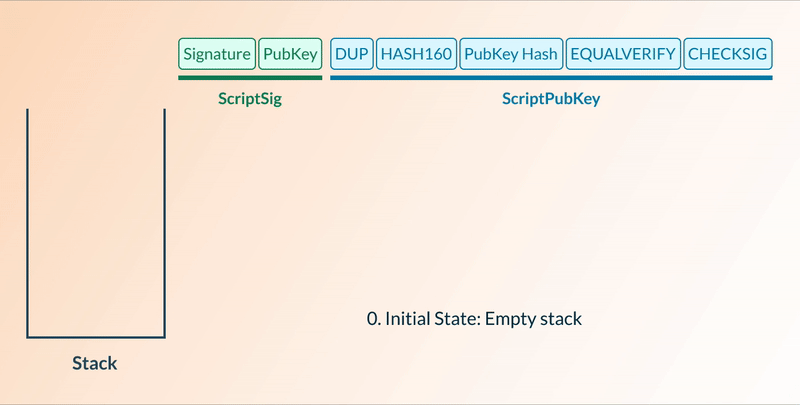 Signature PubKey DUP HASH160 PubKey Hash EQUALVERIFY CHECKSIG
ScriptSig ScriptPubKey
0. Initial State: Empty stack
Stack